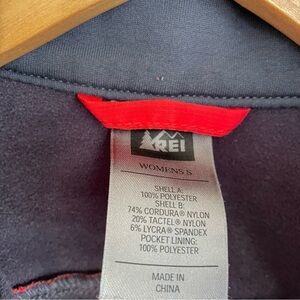 REI
WOMENS S
SHELL A:
100% POLYESTER
SHELL B:
74% CORDURA® NYLON
20% TACTEL® NYLON
6% LYCRA® SPANDEX
POCKET LINING:
100% POLYESTER
MADE IN
CHINA